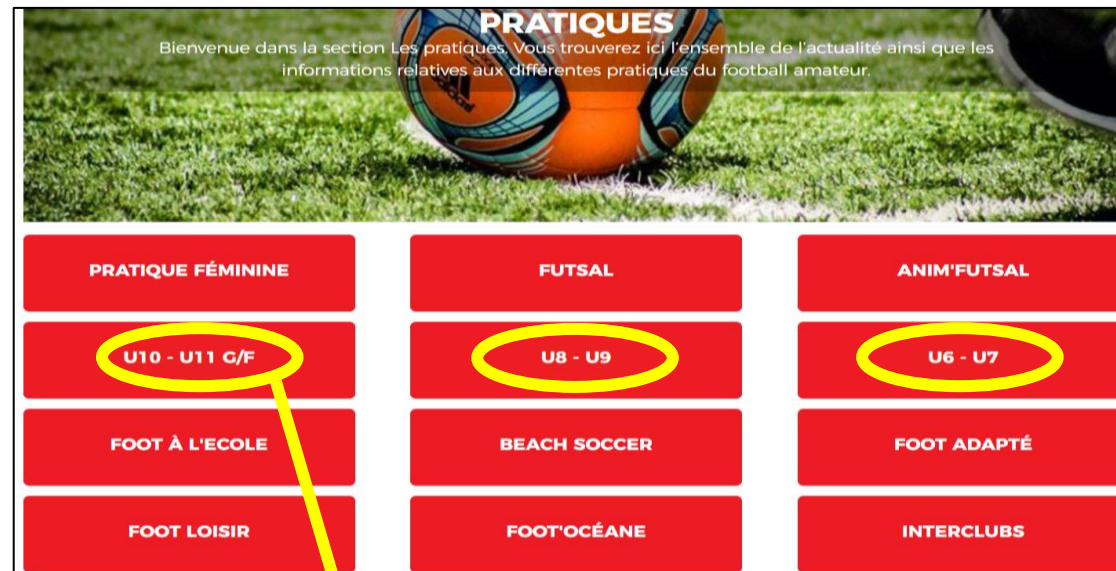 PRATIQUES
Bienvenue dans la section Les pratiques. Vous trouverez ici l'ensemble de l'actualité ainsi que les
informations relatives aux différentes pratiques du football amateur.
adidas
PRATIQUE FÉMININE
FUTSAL
ANIM'FUTSAL
U10 - U11 G/F
U8 - U9
U6 - U7
FOOT À L'ECOLE
BEACH SOCCER
FOOT ADAPTÉ
FOOT LOISIR
FOOT'OCÉANE
INTERCLUBS